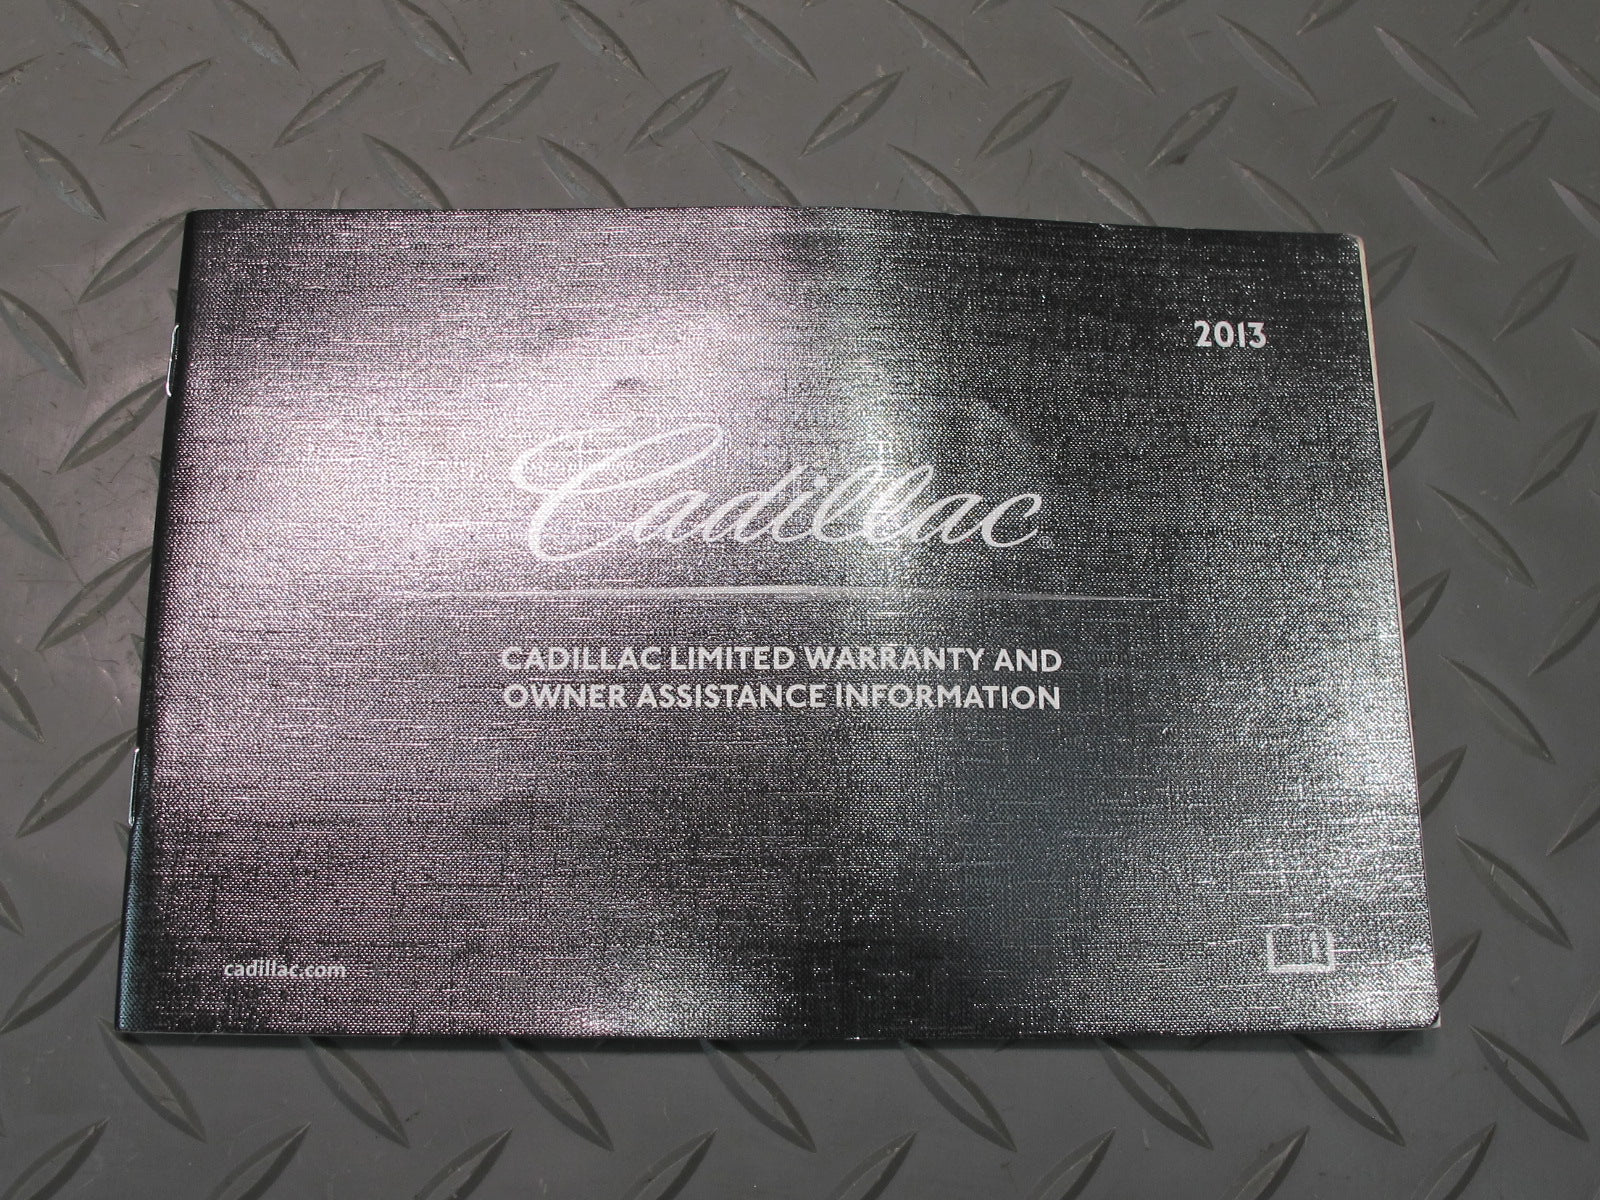 2013
Cadillac®
CADILLAC LIMITED WARRANTY AND
OWNER ASSISTANCE INFORMATION
cadillac.com
i